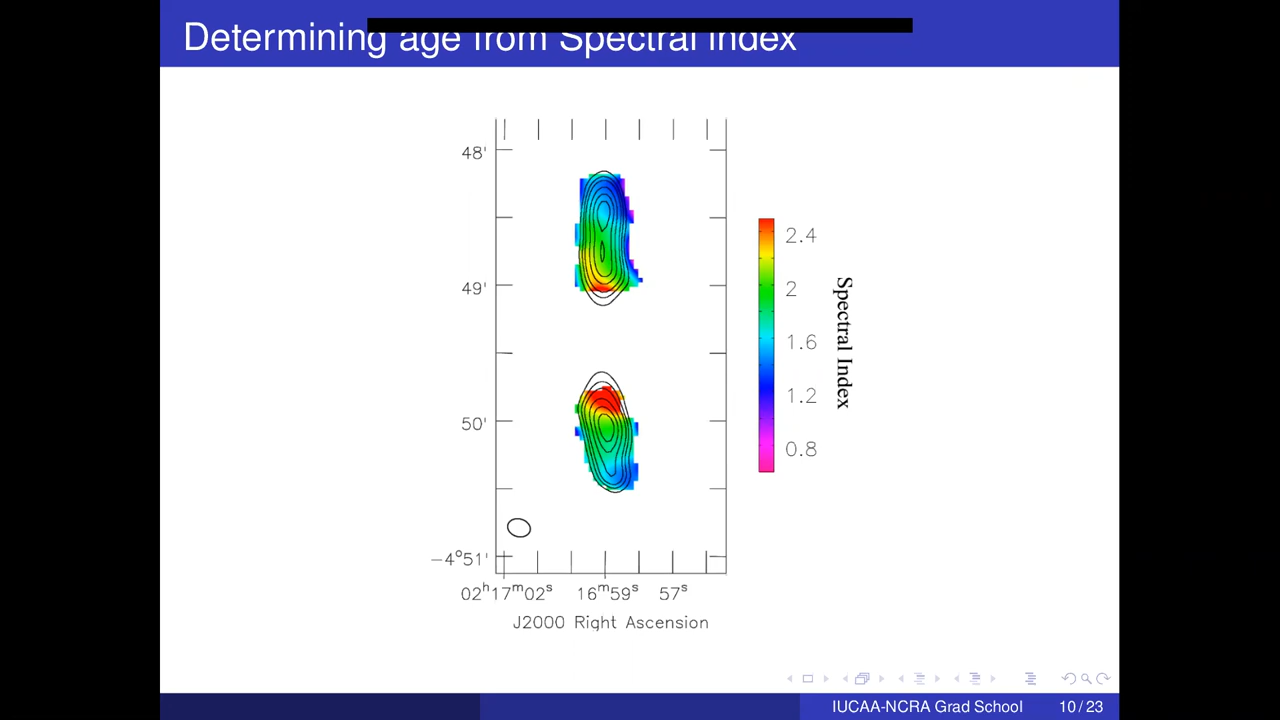 Determining age from Spectral Index
48'
49'
50'
-4°51'
02ʰ17ᵐ02ˢ 16ᵐ59ˢ 57ˢ
J2000 Right Ascension
2.4
2
1.6
1.2
0.8
Spectral Index
IUCAA-NCRA Grad School 10 / 23